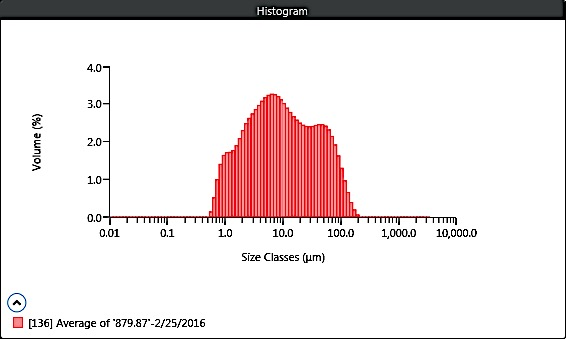 Histogram
4.0
3.0
2.0
1.0
0.0
Volume (%)
0.01 0.1 1.0 10.0 100.0 1,000.0 10,000.0
Size Classes (µm)
[136] Average of '879.87'-2/25/2016